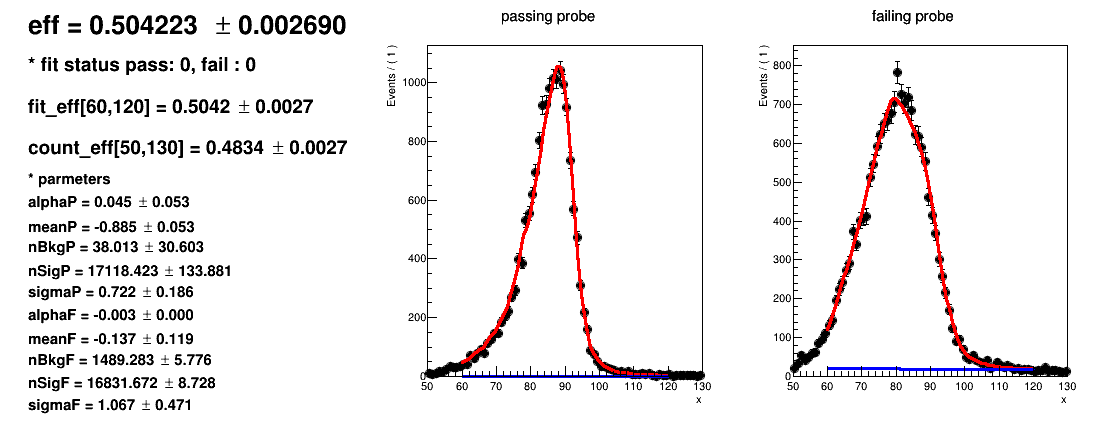 eff = 0.504223 ± 0.002690
* fit status pass: 0, fail : 0
fit_eff[60,120] = 0.5042 ± 0.0027
count_eff[50,130] = 0.4834 ± 0.0027
* parmeters
alphaP = 0.045 ± 0.053
meanP = -0.885 ± 0.053
nBkgP = 38.013 ± 30.603
nSigP = 17118.423 ± 133.881
sigmaP = 0.722 ± 0.186
alphaF = -0.003 ± 0.000
meanF = -0.137 ± 0.119
nBkgF = 1489.283 ± 5.776
nSigF = 16831.672 ± 8.728
sigmaF = 1.067 ± 0.471
passing probe
Events / ( 1 )
1000
800
600
400
200
0
50 60 70 80 90 100 110 120 130
x
failing probe
Events / ( 1 )
800
700
600
500
400
300
200
100
0
50 60 70 80 90 100 110 120 130
x